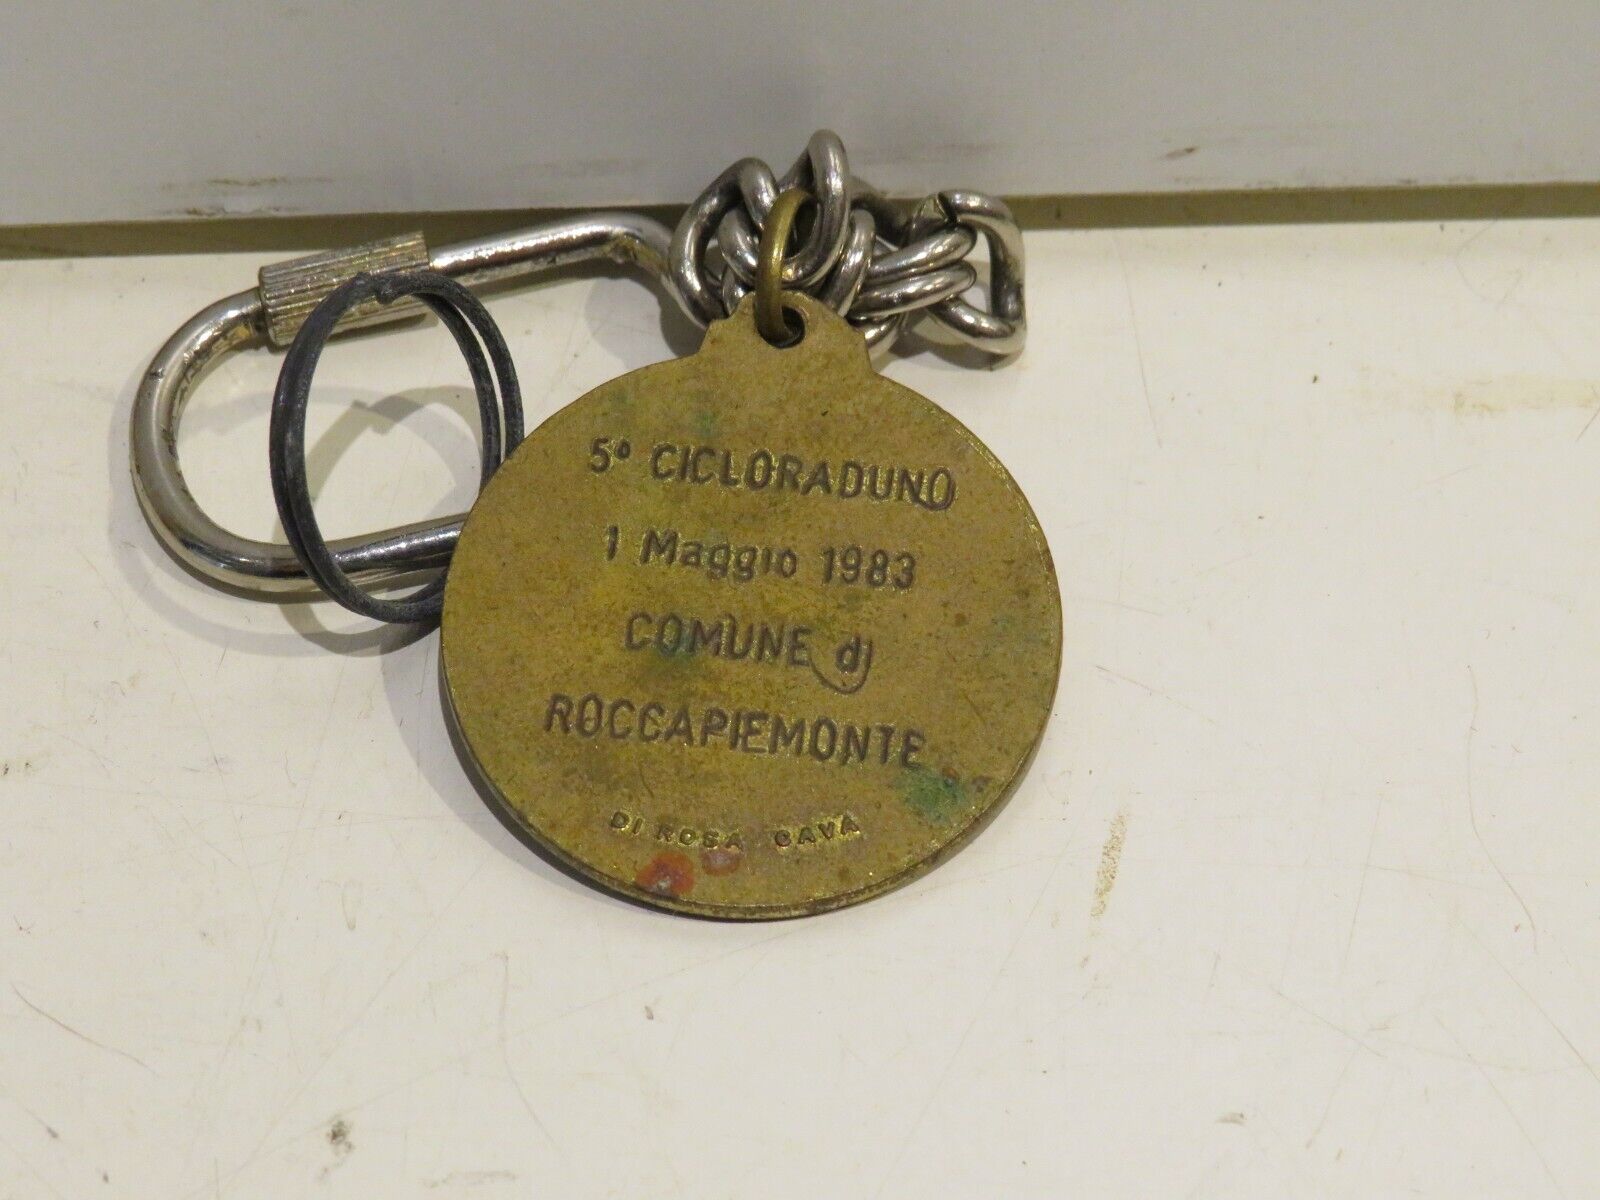 5° CICLORADUNO
1 Maggio 1983
COMUNE di
ROCCAPIEMONTE
DI ROSA CAVA